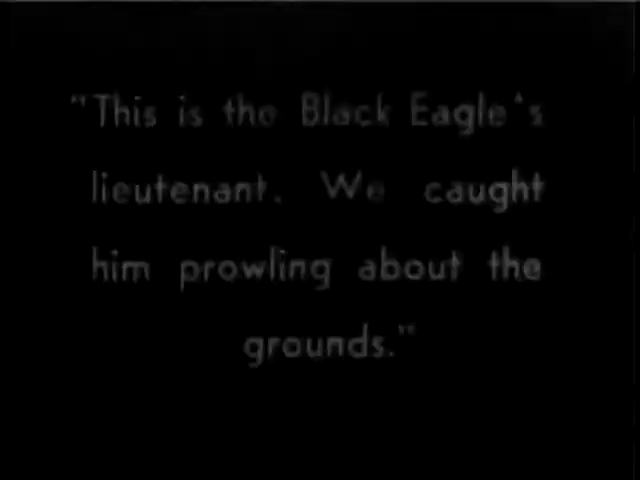 "This is the Black Eagle's
lieutenant. We caught
him prowling about the
grounds."